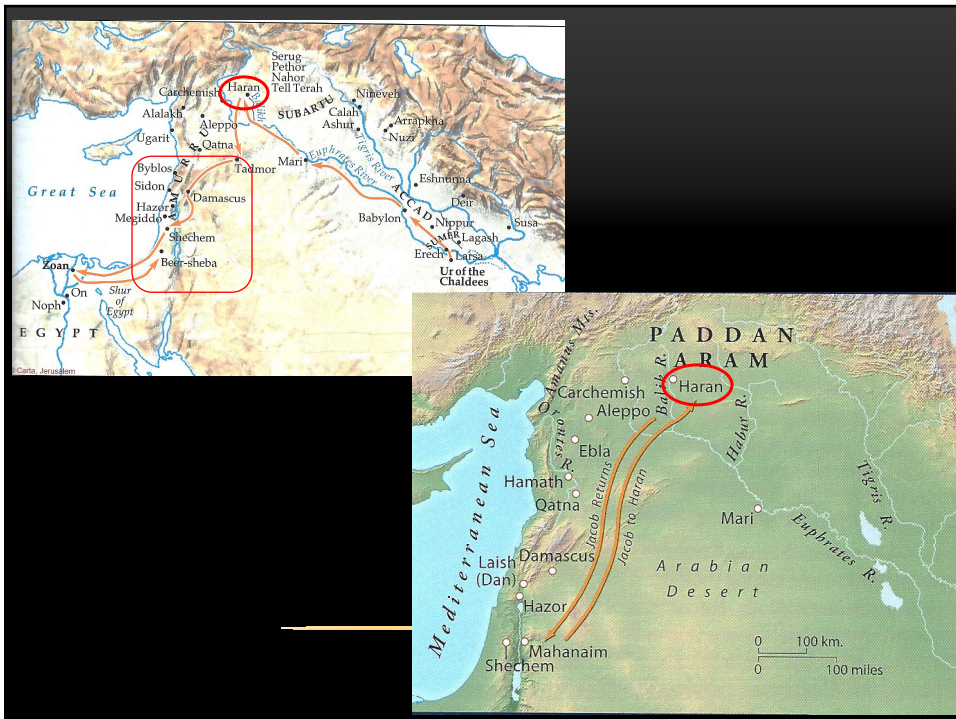 Serug
Pethor
Nahor
Tell Terah
Haran
Carchemish
Balikh
SUBARTU
Nineveh
Alalakh
Calah
Aleppo
Ashur
Arrapkha
Nuzi
Ugarit
Qatna
Tigris River
Euphrates River
Mari
Byblos
Tadmor
AMURRU
Great Sea
Sidon
Damascus
Eshnunna
ACCAD
Deir
Hazor
Megiddo
Babylon
Nippur
Susa
Shechem
SUMER
Lagash
Erech
Larsa
Beer-sheba
Zoan
Ur of the
Chaldees
On
Shur
of
Egypt
Noph
EGYPT
Carta, Jerusalem
PADDAN
ARAM
Amanus Mts.
Balib R.
Haran
Carchemish
Aleppo
Orontes
R.
Habur R.
Ebla
Hamath
Qatna
Tigris R.
Mediterranean Sea
Jacob Returns
Jacob to Haran
Mari
Euphrates R.
Damascus
Laish
(Dan)
Arabian
Desert
Hazor
Mahanaim
Shechem
0 100 km.
0 100 miles